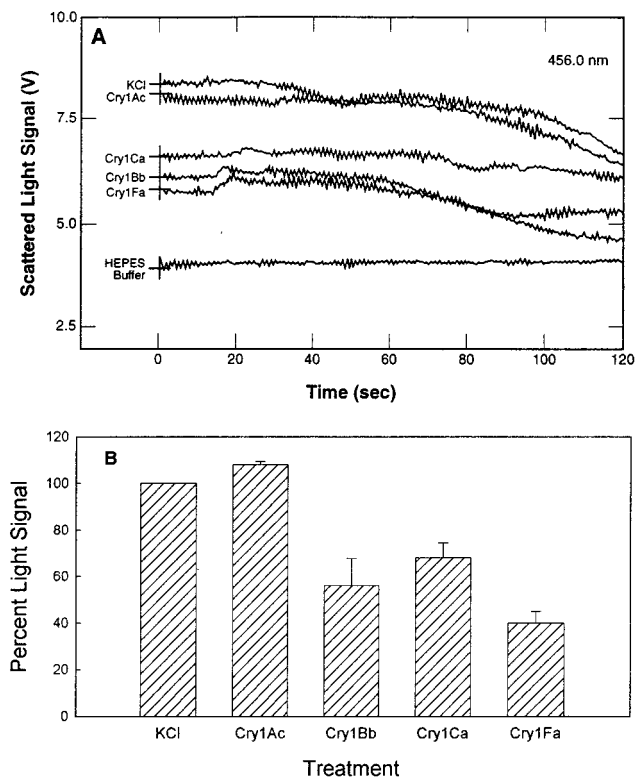 A
456.0 nm
Scattered Light Signal (V)
10.0
7.5
5.0
2.5
KCl
Cry1Ac
Cry1Ca
Cry1Bb
Cry1Fa
HEPES
Buffer
0 20 40 60 80 100 120
Time (sec)
B
Percent Light Signal
120
100
80
60
40
20
0
KCl Cry1Ac Cry1Bb Cry1Ca Cry1Fa
Treatment